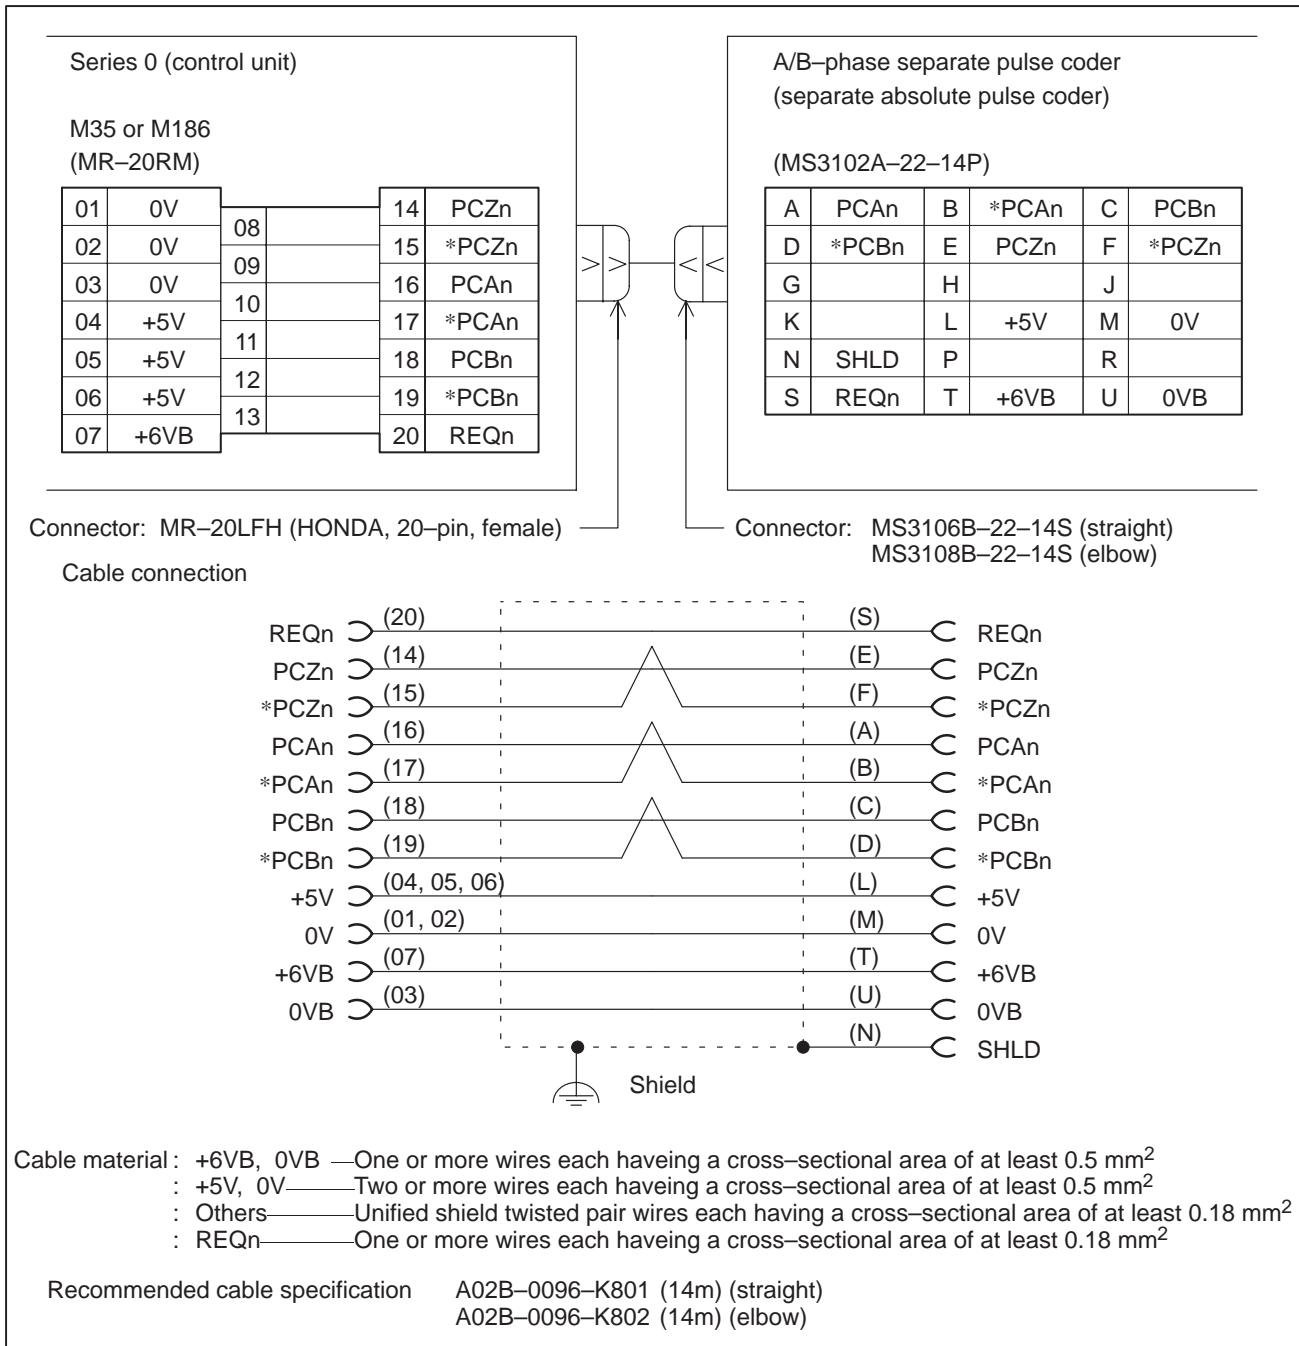 Series 0 (control unit)
A/B–phase separate pulse coder
(separate absolute pulse coder)
M35 or M186
(MR–20RM)
(MS3102A–22–14P)
01 0V
02 0V
03 0V
04 +5V
05 +5V
06 +5V
07 +6VB
08
09
10
11
12
13
14 PCZn
15 *PCZn
16 PCAn
17 *PCAn
18 PCBn
19 *PCBn
20 REQn
A PCAn B *PCAn C PCBn
D *PCBn E PCZn F *PCZn
G H J
K L +5V M 0V
N SHLD P R
S REQn T +6VB U 0VB
Connector: MR–20LFH (HONDA, 20–pin, female)
Connector: MS3106B–22–14S (straight)
MS3108B–22–14S (elbow)
Cable connection
REQn (20) (S) REQn
PCZn (14) (E) PCZn
*PCZn (15) (F) *PCZn
PCAn (16) (A) PCAn
*PCAn (17) (B) *PCAn
PCBn (18) (C) PCBn
*PCBn (19) (D) *PCBn
+5V (04, 05, 06) (L) +5V
0V (01, 02) (M) 0V
+6VB (07) (T) +6VB
0VB (03) (U) 0VB
(N) SHLD
Shield
Cable material : +6VB, 0VB One or more wires each haveing a cross–sectional area of at least 0.5 mm²
: +5V, 0V Two or more wires each haveing a cross–sectional area of at least 0.5 mm²
: Others Unified shield twisted pair wires each having a cross–sectional area of at least 0.18 mm²
: REQn One or more wires each haveing a cross–sectional area of at least 0.18 mm²
Recommended cable specification A02B–0096–K801 (14m) (straight)
A02B–0096–K802 (14m) (elbow)